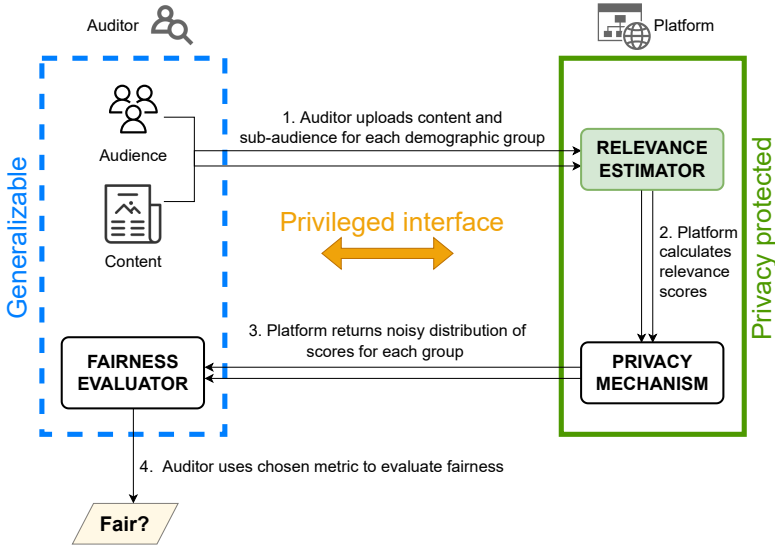 Auditor
Platform
Generalizable
Audience
Content
1. Auditor uploads content and
sub-audience for each demographic group
RELEVANCE
ESTIMATOR
Privileged interface
2. Platform
calculates
relevance
scores
Privacy protected
3. Platform returns noisy distribution of
scores for each group
FAIRNESS
EVALUATOR
PRIVACY
MECHANISM
4. Auditor uses chosen metric to evaluate fairness
Fair?